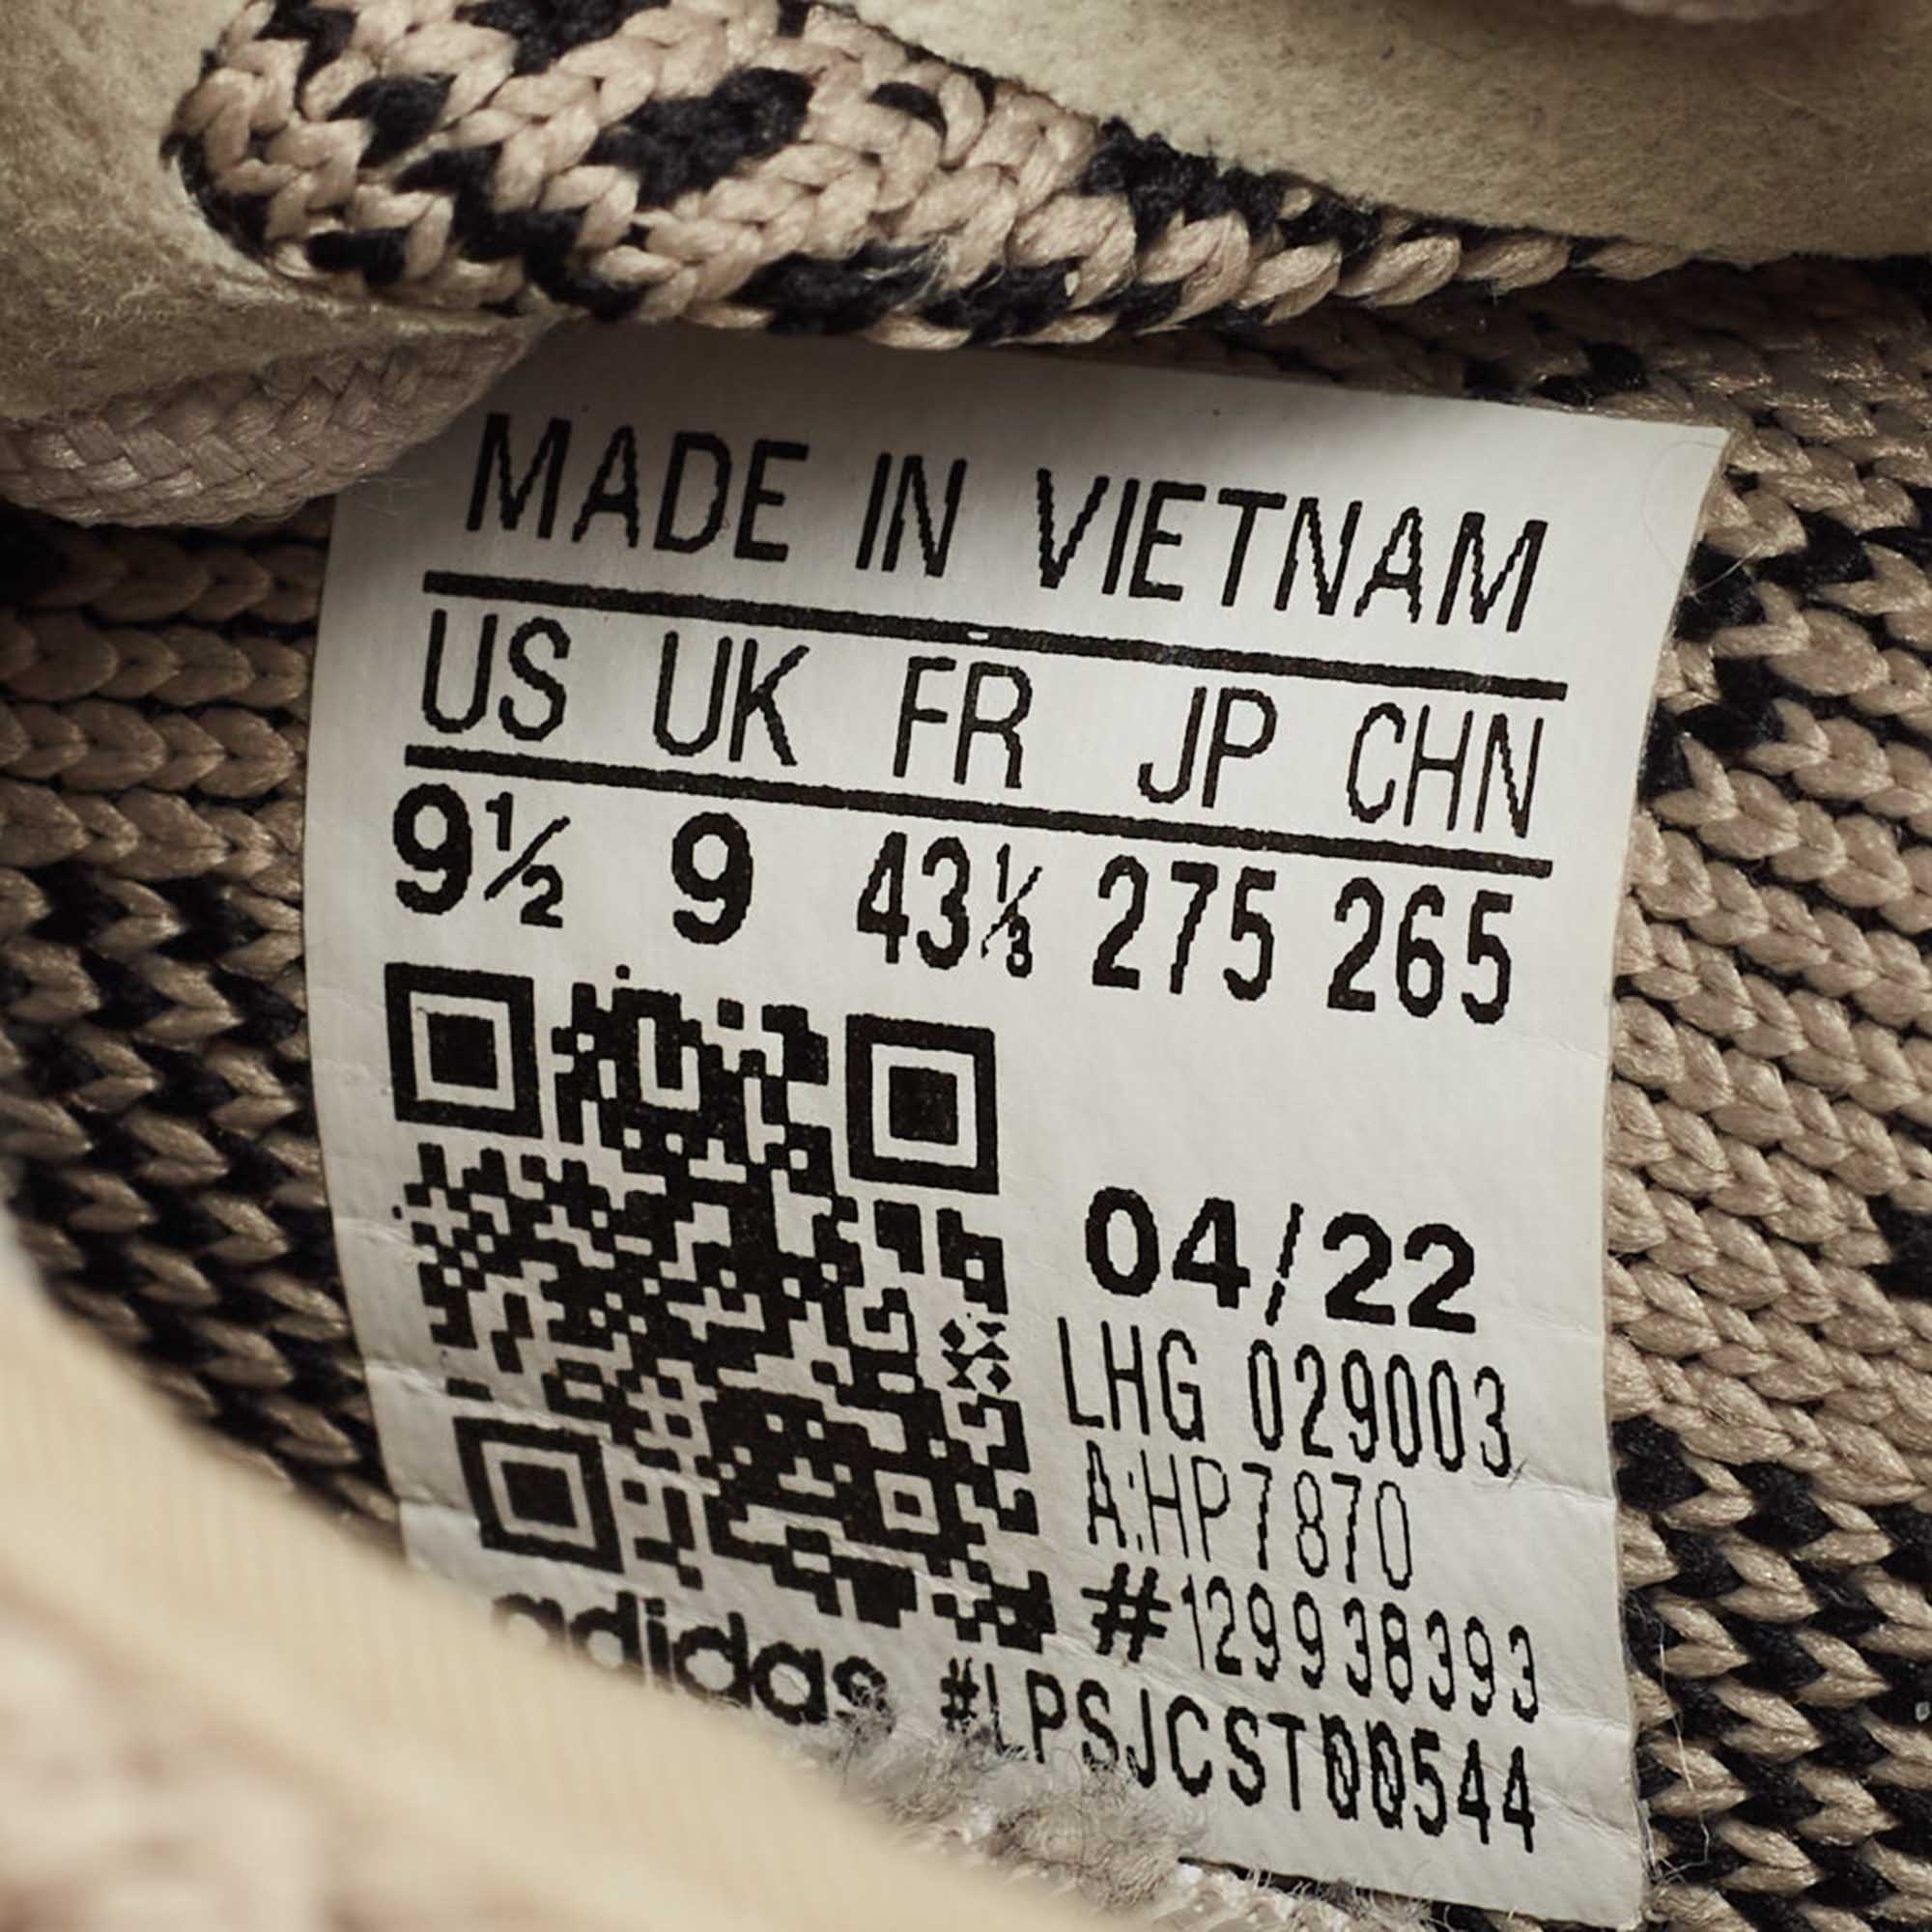 MADE IN VIETNAM
US UK FR JP CHN
9½ 9 43⅓ 275 265
04/22
LHG 029003
A:HP7870
#129938393
adidas #LPSJCST00544